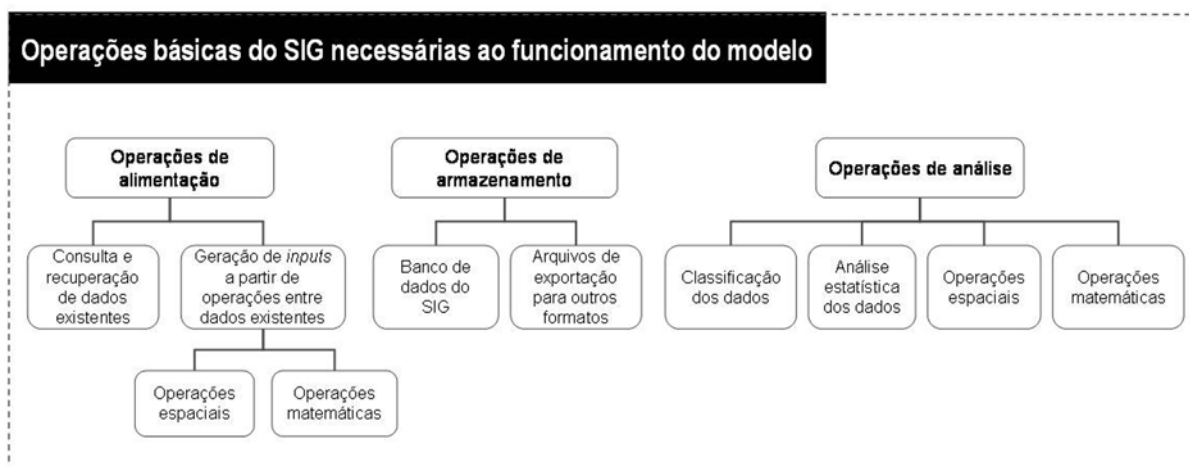 Operações básicas do SIG necessárias ao funcionamento do modelo
Operações de
alimentação
Operações de
armazenamento
Operações de análise
Consulta e
recuperação
de dados
existentes
Geração de inputs
a partir de
operações entre
dados existentes
Banco de
dados do
SIG
Arquivos de
exportação
para outros
formatos
Classificação
dos dados
Análise
estatística
dos dados
Operações
espaciais
Operações
matemáticas
Operações
espaciais
Operações
matemáticas